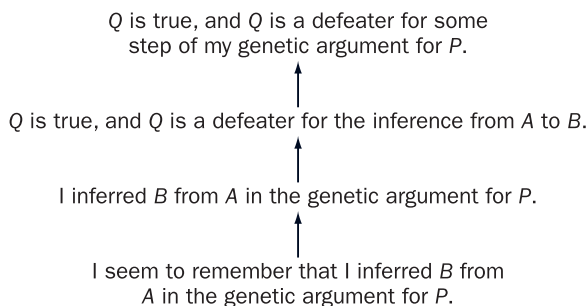 Q is true, and Q is a defeater for some
step of my genetic argument for P.
Q is true, and Q is a defeater for the inference from A to B.
I inferred B from A in the genetic argument for P.
I seem to remember that I inferred B from
A in the genetic argument for P.